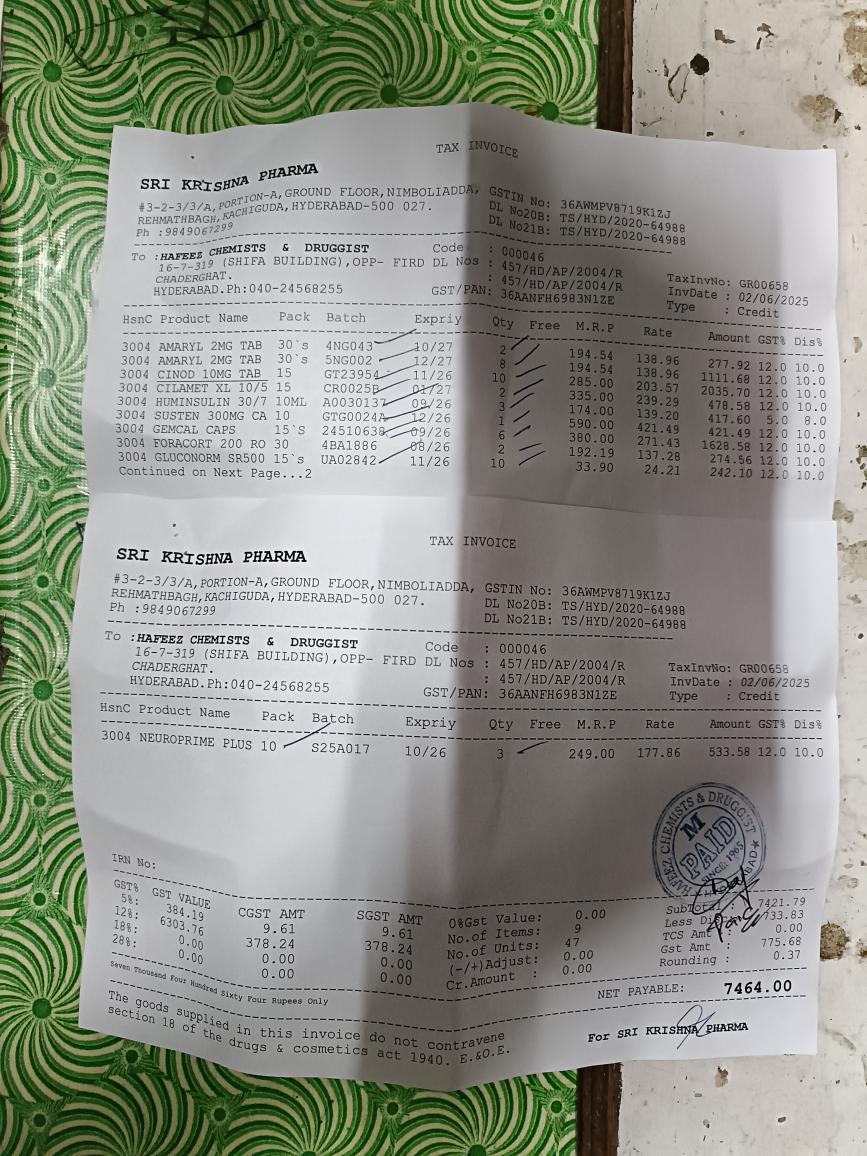 TAX INVOICE
SRI KRISHNA PHARMA
#3-2-3/3/A, PORTION-A, GROUND FLOOR, NIMBOLIADDA, GSTIN No: 36AWMPV8719K1ZJ
REHMATHBAGH, KACHIGUDA, HYDERABAD-500 027. DL No20B: TS/HYD/2020-64988
Ph :9849067299 DL No21B: TS/HYD/2020-64988
To :HAFEEZ CHEMISTS & DRUGGIST Code : 000046
16-7-319 (SHIFA BUILDING),OPP- FIRD DL Nos : 457/HD/AP/2004/R TaxInvNo: GR00658
CHADERGHAT. : 457/HD/AP/2004/R InvDate : 02/06/2025
HYDERABAD.Ph:040-24568255 GST/PAN: 36AANFH6983N1ZE Type : Credit
HsnC Product Name Pack Batch Expriy Qty Free M.R.P Rate Amount GST% Dis%
3004 AMARYL 2MG TAB 30`s 4NG043 10/27 2 194.54 138.96 277.92 12.0 10.0
3004 AMARYL 2MG TAB 30`s 5NG002 12/27 8 194.54 138.96 1111.68 12.0 10.0
3004 CINOD 10MG TAB 15 GT23954 11/26 10 285.00 203.57 2035.70 12.0 10.0
3004 CILAMET XL 10/5 15 CR0025B 01/27 2 335.00 239.29 478.58 12.0 10.0
3004 HUMINSULIN 30/7 10ML A0030137 09/26 3 174.00 139.20 417.60 5.0 8.0
3004 SUSTEN 300MG CA 10 GTG0024A 12/26 1 590.00 421.49 421.49 12.0 10.0
3004 GEMCAL CAPS 15`S 24510638 09/26 6 380.00 271.43 1628.58 12.0 10.0
3004 FORACORT 200 RO 30 4BA1886 08/26 2 192.19 137.28 274.56 12.0 10.0
3004 GLUCONORM SR500 15`s UA02842 11/26 10 33.90 24.21 242.10 12.0 10.0
Continued on Next Page...2
TAX INVOICE
SRI KRISHNA PHARMA
#3-2-3/3/A, PORTION-A, GROUND FLOOR, NIMBOLIADDA, GSTIN No: 36AWMPV8719K1ZJ
REHMATHBAGH, KACHIGUDA, HYDERABAD-500 027. DL No20B: TS/HYD/2020-64988
Ph :9849067299 DL No21B: TS/HYD/2020-64988
To :HAFEEZ CHEMISTS & DRUGGIST Code : 000046
16-7-319 (SHIFA BUILDING),OPP- FIRD DL Nos : 457/HD/AP/2004/R TaxInvNo: GR00658
CHADERGHAT. : 457/HD/AP/2004/R InvDate : 02/06/2025
HYDERABAD.Ph:040-24568255 GST/PAN: 36AANFH6983N1ZE Type : Credit
HsnC Product Name Pack Batch Expriy Qty Free M.R.P Rate Amount GST% Dis%
3004 NEUROPRIME PLUS 10 S25A017 10/26 3 249.00 177.86 533.58 12.0 10.0
HAFEEZ CHEMISTS & DRUGGIST
M
PAID
SINCE: 1965
IRN No:
GST% GST VALUE CGST AMT SGST AMT 0%Gst Value: 0.00 SubTotal : 7421.79
5%: 384.19 9.61 9.61 No.of Items: 9 Less Disc 733.83
12%: 6303.76 378.24 378.24 No.of Units: 47 TCS Amt 0.00
18%: 0.00 0.00 0.00 (-/+)Adjust: 0.00 Gst Amt : 775.68
28%: 0.00 0.00 0.00 Cr.Amount : 0.00 Rounding : 0.37
Seven Thousand Four Hundred Sixty Four Rupees Only
NET PAYABLE: 7464.00
The goods supplied in this invoice do not contravene
section 18 of the drugs & cosmetics act 1940. E.&O.E.
For SRI KRISHNA PHARMA